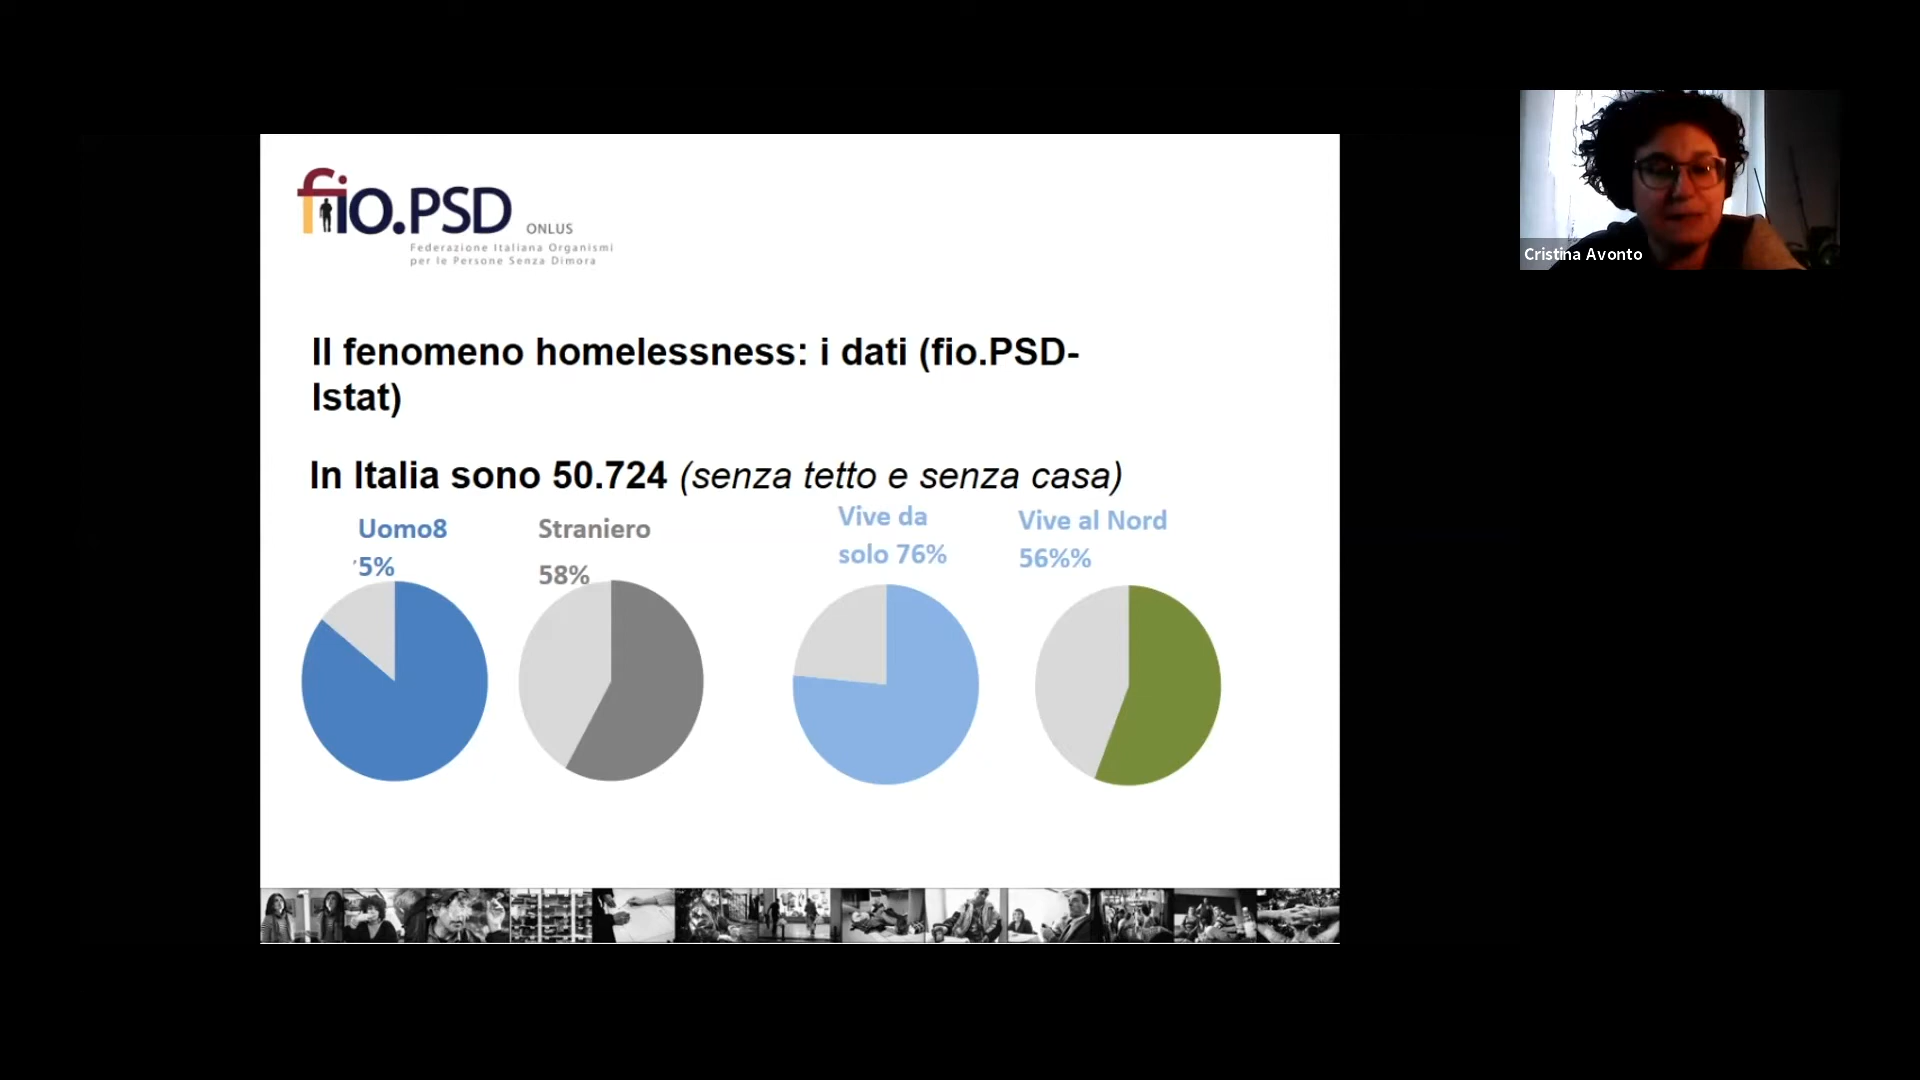 fio.PSD ONLUS
Federazione Italiana Organismi
per le Persone Senza Dimora
Il fenomeno homelessness: i dati (fio.PSD-
Istat)
In Italia sono 50.724 (senza tetto e senza casa)
Uomo8
5%
Straniero
58%
Vive da
solo 76%
Vive al Nord
56%%
Cristina Avonto